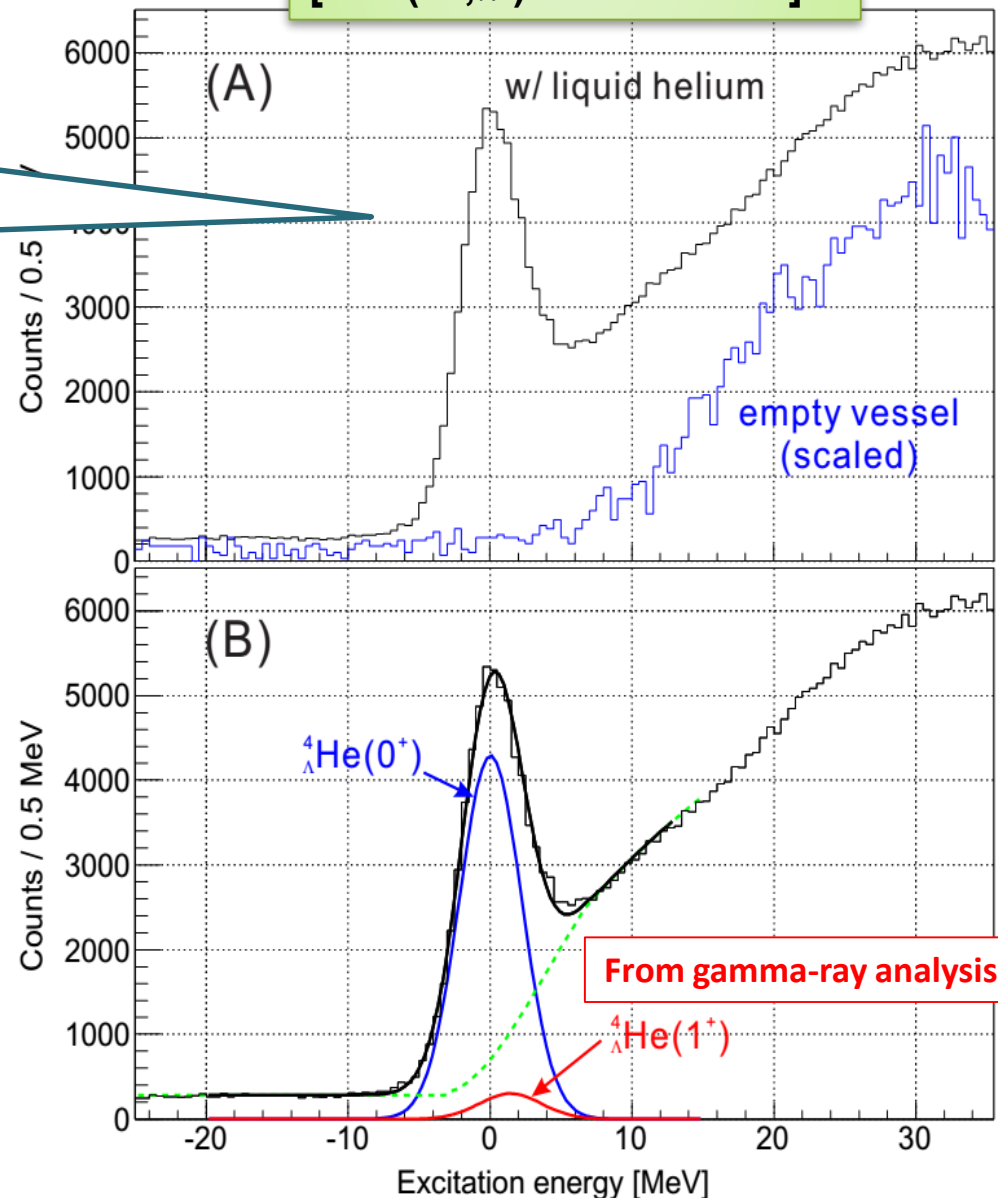 6000
(A)
w/ liquid helium
5000
Counts / 0.5
3000
2000
empty vessel
(scaled)
1000
0
6000
(B)
5000
Counts / 0.5 MeV
⁴ΛHe(0⁺)
4000
3000
2000
From gamma-ray analysis
⁴ΛHe(1⁺)
1000
0
-20 -10 0 10 20 30
Excitation energy [MeV]